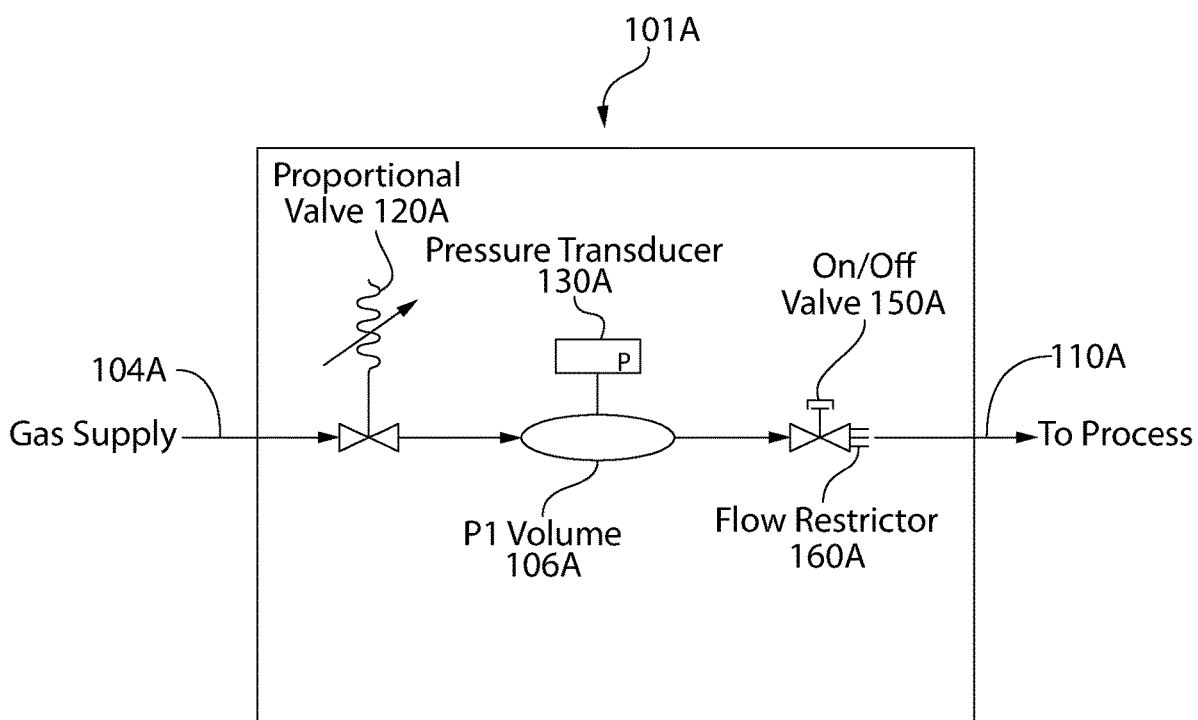 101A
Proportional
Valve 120A
Pressure Transducer
130A
On/Off
Valve 150A
P
104A
110A
Gas Supply
To Process
P1 Volume
106A
Flow Restrictor
160A